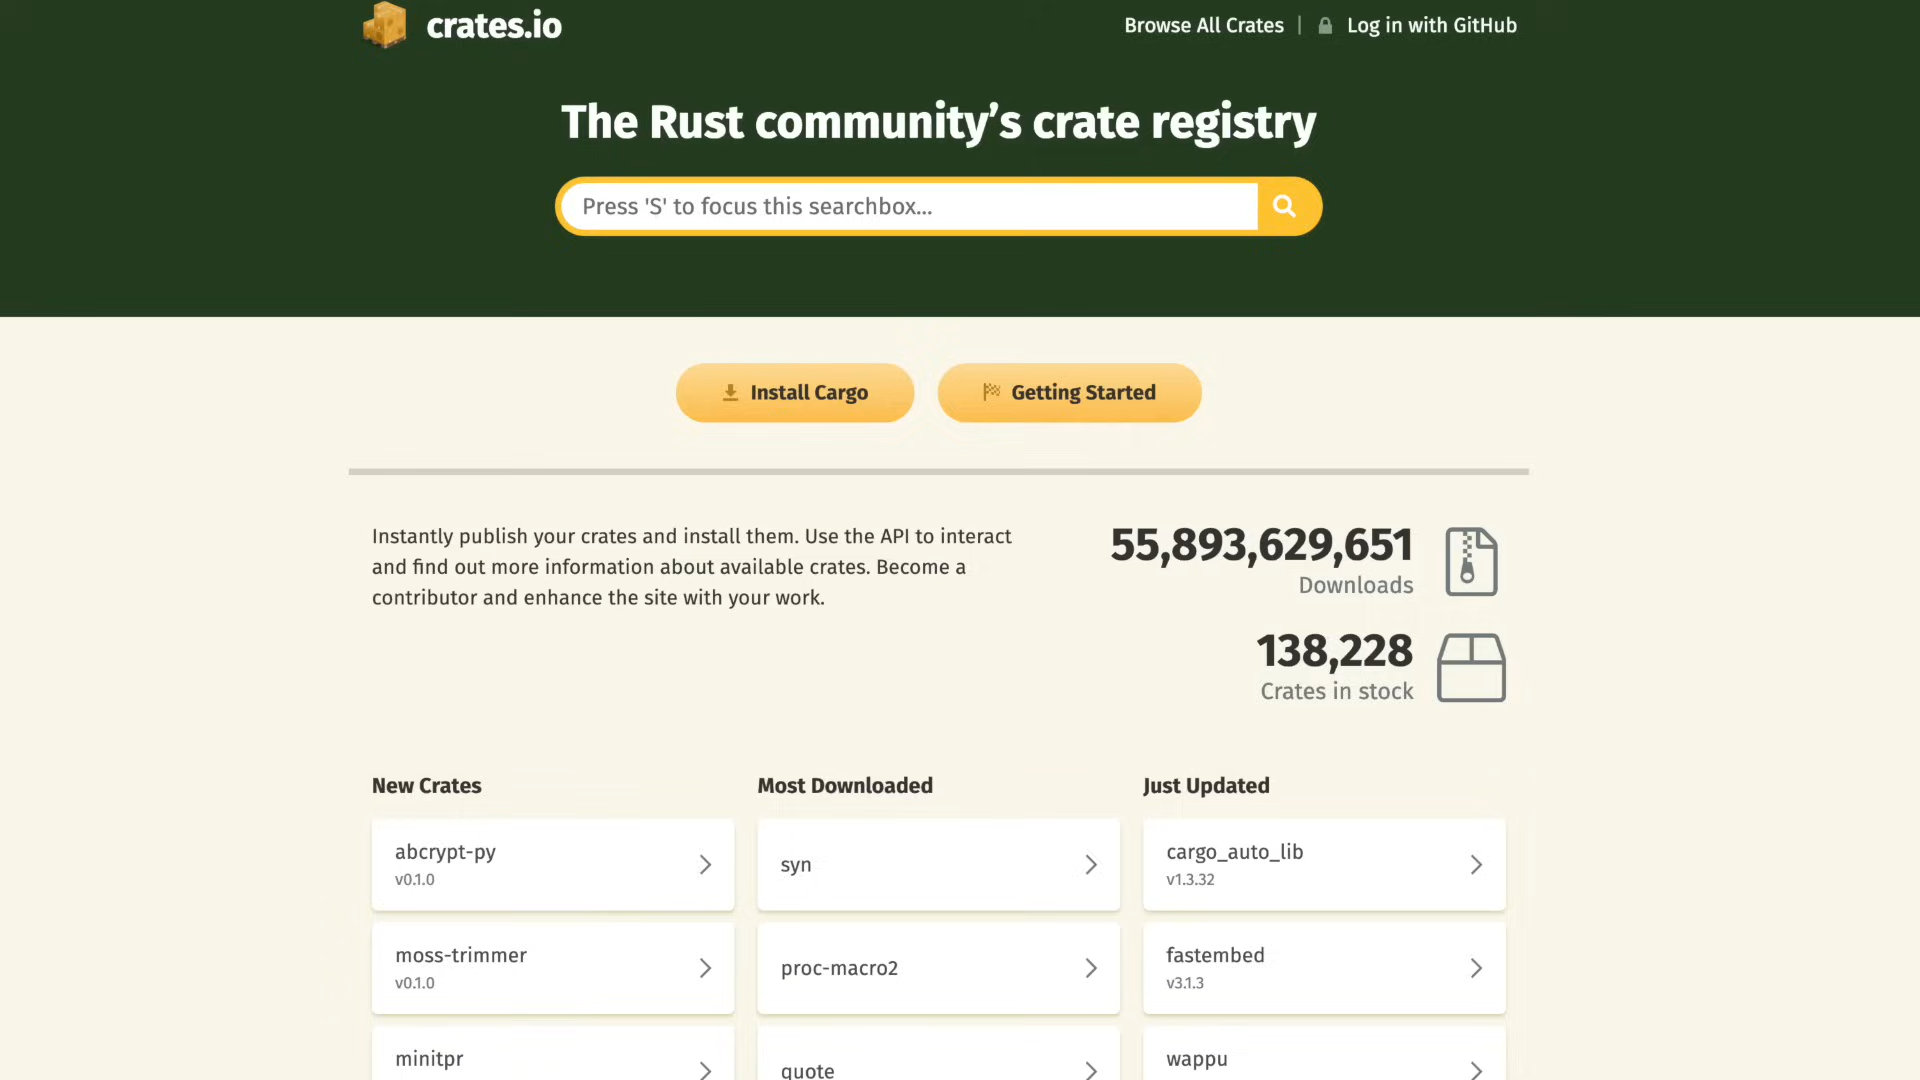 crates.io
Browse All Crates | Log in with GitHub
The Rust community’s crate registry
Press 'S' to focus this searchbox...
Install Cargo
Getting Started
Instantly publish your crates and install them. Use the API to interact
and find out more information about available crates. Become a
contributor and enhance the site with your work.
55,893,629,651
Downloads
138,228
Crates in stock
New Crates
abcrypt-py
v0.1.0
moss-trimmer
v0.1.0
minitpr
Most Downloaded
syn
proc-macro2
quote
Just Updated
cargo_auto_lib
v1.3.32
fastembed
v3.1.3
wappu